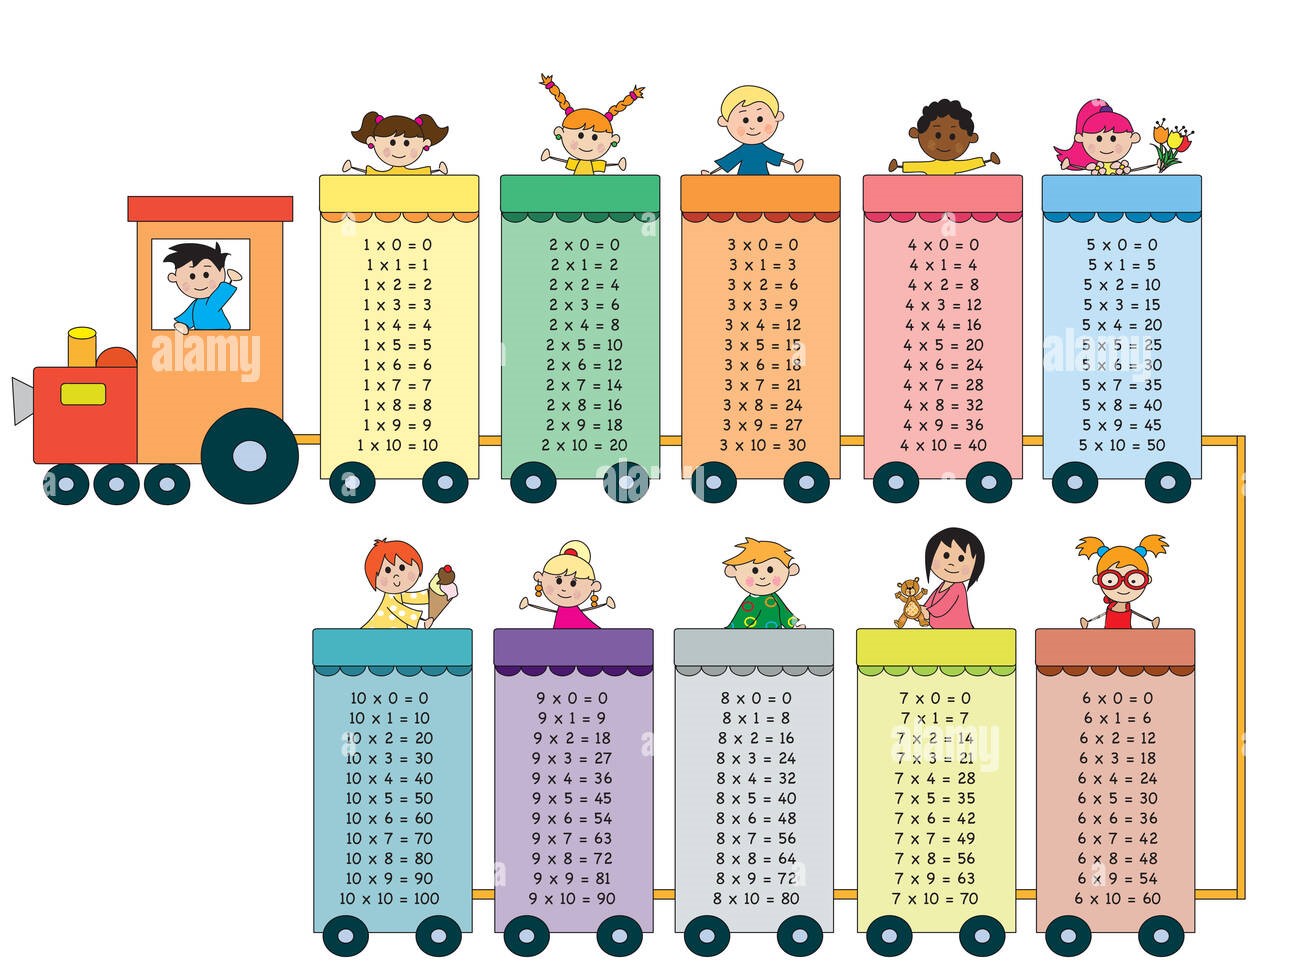 1 x 0 = 0
1 x 1 = 1
1 x 2 = 2
1 x 3 = 3
1 x 4 = 4
1 x 5 = 5
1 x 6 = 6
1 x 7 = 7
1 x 8 = 8
1 x 9 = 9
1 x 10 = 10
2 x 0 = 0
2 x 1 = 2
2 x 2 = 4
2 x 3 = 6
2 x 4 = 8
2 x 5 = 10
2 x 6 = 12
2 x 7 = 14
2 x 8 = 16
2 x 9 = 18
2 x 10 = 20
3 x 0 = 0
3 x 1 = 3
3 x 2 = 6
3 x 3 = 9
3 x 4 = 12
3 x 5 = 15
3 x 6 = 18
3 x 7 = 21
3 x 8 = 24
3 x 9 = 27
3 x 10 = 30
4 x 0 = 0
4 x 1 = 4
4 x 2 = 8
4 x 3 = 12
4 x 4 = 16
4 x 5 = 20
4 x 6 = 24
4 x 7 = 28
4 x 8 = 32
4 x 9 = 36
4 x 10 = 40
5 x 0 = 0
5 x 1 = 5
5 x 2 = 10
5 x 3 = 15
5 x 4 = 20
5 x 5 = 25
5 x 6 = 30
5 x 7 = 35
5 x 8 = 40
5 x 9 = 45
5 x 10 = 50
alamy
alamy
alamy
10 x 0 = 0
10 x 1 = 10
10 x 2 = 20
10 x 3 = 30
10 x 4 = 40
10 x 5 = 50
10 x 6 = 60
10 x 7 = 70
10 x 8 = 80
10 x 9 = 90
10 x 10 = 100
9 x 0 = 0
9 x 1 = 9
9 x 2 = 18
9 x 3 = 27
9 x 4 = 36
9 x 5 = 45
9 x 6 = 54
9 x 7 = 63
9 x 8 = 72
9 x 9 = 81
9 x 10 = 90
8 x 0 = 0
8 x 1 = 8
8 x 2 = 16
8 x 3 = 24
8 x 4 = 32
8 x 5 = 40
8 x 6 = 48
8 x 7 = 56
8 x 8 = 64
8 x 9 = 72
8 x 10 = 80
7 x 0 = 0
7 x 1 = 7
7 x 2 = 14
7 x 3 = 21
7 x 4 = 28
7 x 5 = 35
7 x 6 = 42
7 x 7 = 49
7 x 8 = 56
7 x 9 = 63
7 x 10 = 70
6 x 0 = 0
6 x 1 = 6
6 x 2 = 12
6 x 3 = 18
6 x 4 = 24
6 x 5 = 30
6 x 6 = 36
6 x 7 = 42
6 x 8 = 48
6 x 9 = 54
6 x 10 = 60
alamy